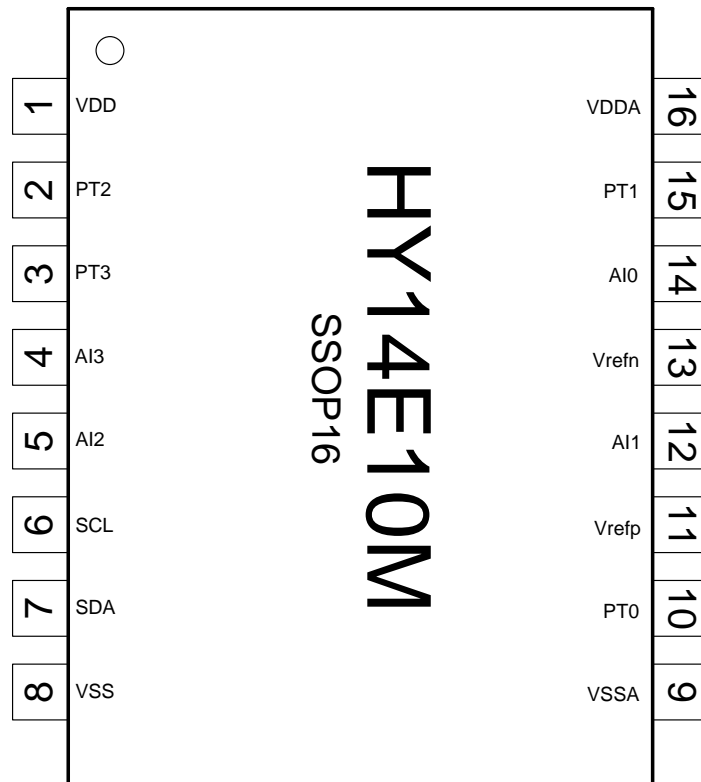 1 VDD
2 PT2
3 PT3
4 AI3
5 AI2
6 SCL
7 SDA
8 VSS
HY14E10M
SSOP16
VDDA 16
PT1 15
AI0 14
Vrefn 13
AI1 12
Vrefp 11
PT0 10
VSSA 9